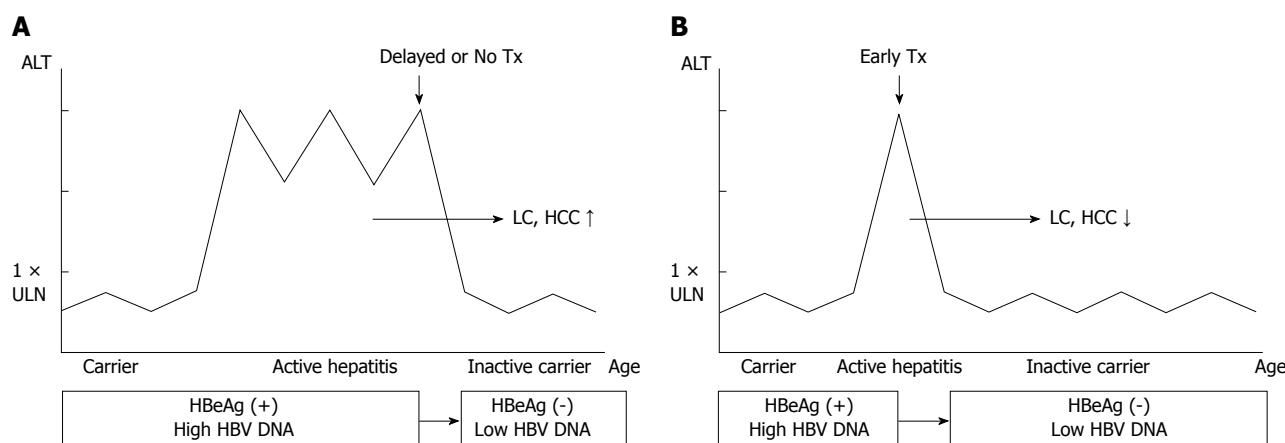 A
Delayed or No Tx
ALT
LC, HCC ↑
1 ×
ULN
Carrier
Active hepatitis
Inactive carrier
Age
HBeAg (+)
High HBV DNA
HBeAg (-)
Low HBV DNA
B
Early Tx
ALT
LC, HCC ↓
1 ×
ULN
Carrier
Active hepatitis
Inactive carrier
Age
HBeAg (+)
High HBV DNA
HBeAg (-)
Low HBV DNA